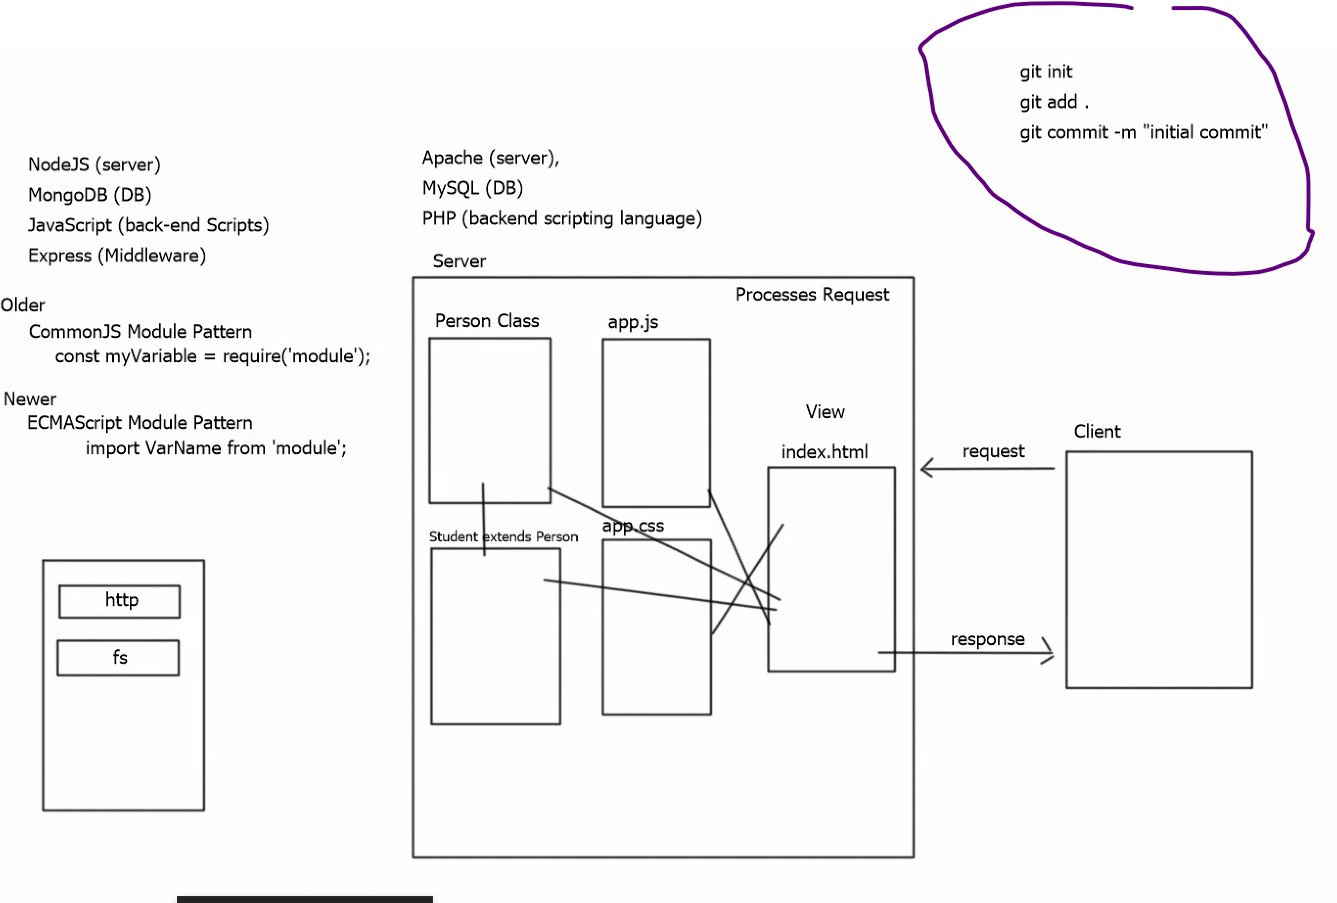 git init
git add .
git commit -m "initial commit"
NodeJS (server)
MongoDB (DB)
JavaScript (back-end Scripts)
Express (Middleware)
Apache (server),
MySQL (DB)
PHP (backend scripting language)
Older
CommonJS Module Pattern
const myVariable = require('module');
Newer
ECMAScript Module Pattern
import VarName from 'module';
http
fs
Server
Processes Request
Person Class
app.js
View
index.html
Student extends Person
app.css
request
Client
response